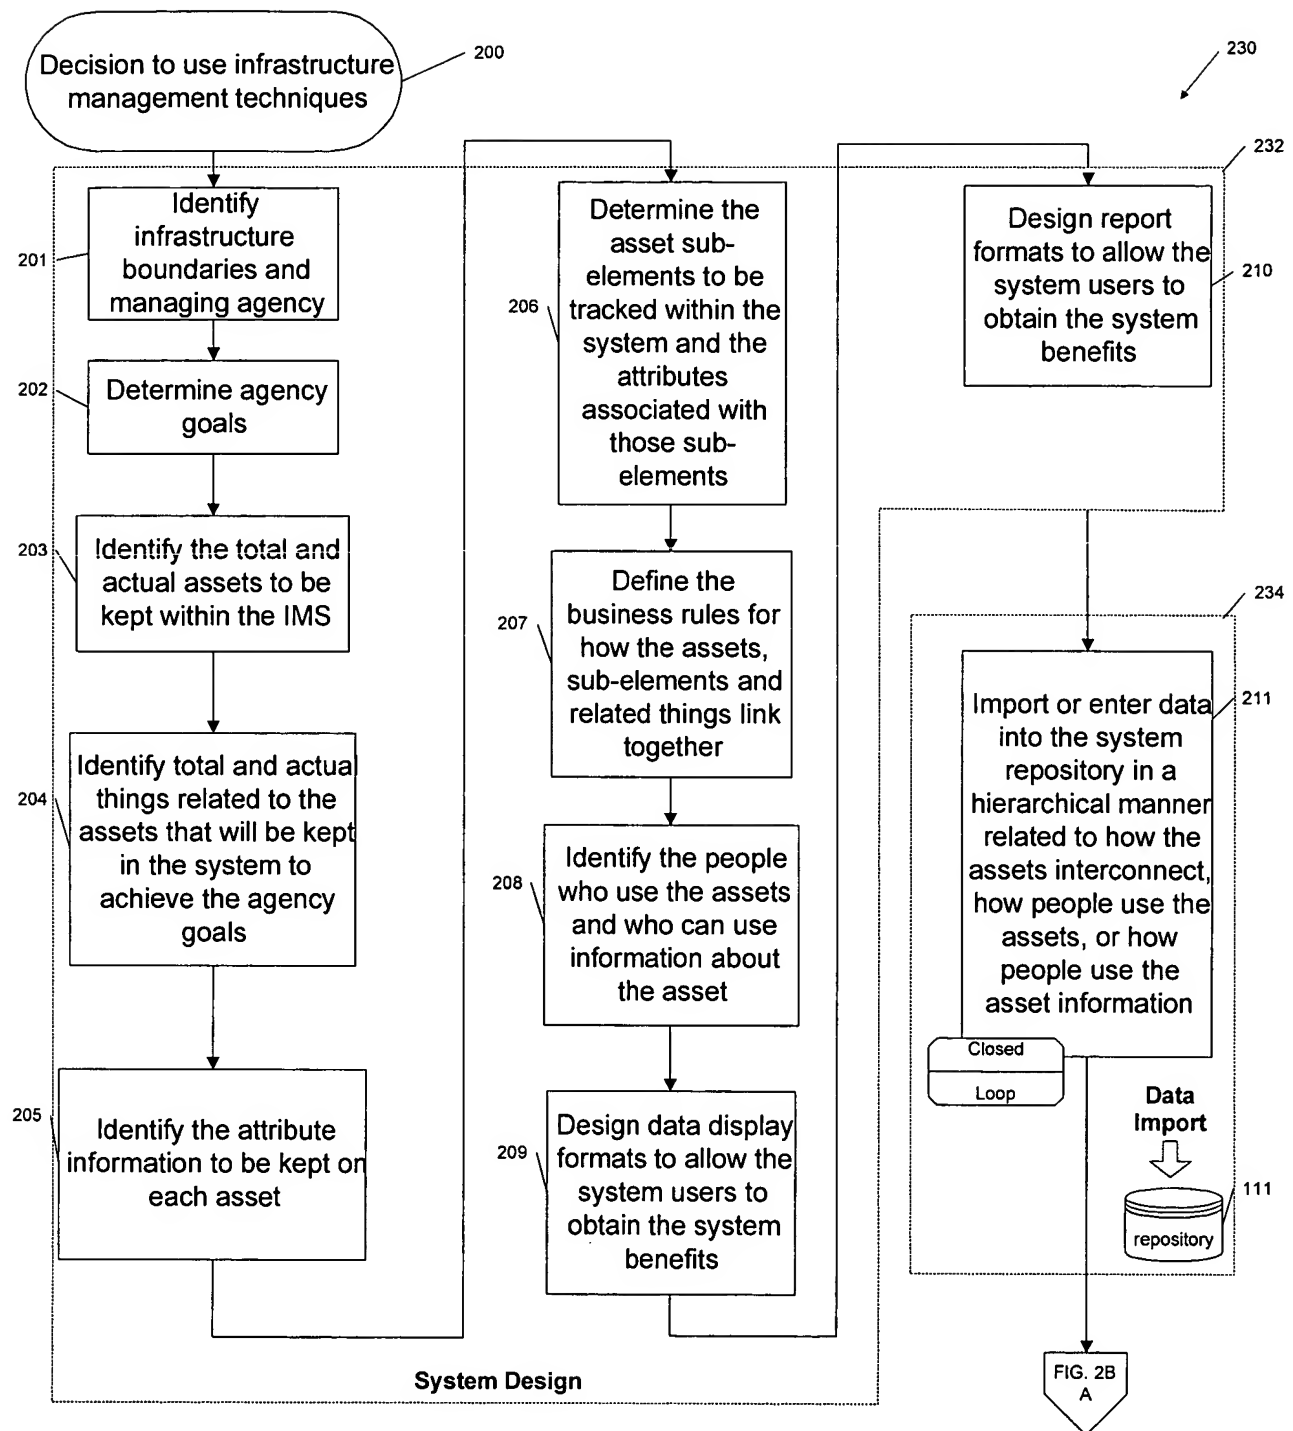 Decision to use infrastructure
management techniques
200
230
232
Identify
infrastructure
boundaries and
managing agency
201
Determine agency
goals
202
Identify the total and
actual assets to be
kept within the IMS
203
Identify total and actual
things related to the
assets that will be kept
in the system to
achieve the agency
goals
204
Identify the attribute
information to be kept on
each asset
205
Determine the
asset sub-
elements to be
tracked within the
system and the
attributes
associated with
those sub-
elements
206
Define the
business rules for
how the assets,
sub-elements and
related things link
together
207
Identify the people
who use the assets
and who can use
information about
the asset
208
Design data display
formats to allow the
system users to
obtain the system
benefits
209
System Design
Design report
formats to allow the
system users to
obtain the system
benefits
210
234
Import or enter data
into the system
repository in a
hierarchical manner
related to how the
assets interconnect,
how people use the
assets, or how
people use the
asset information
211
Closed
Loop
Data
Import
111
repository
FIG. 2B
A